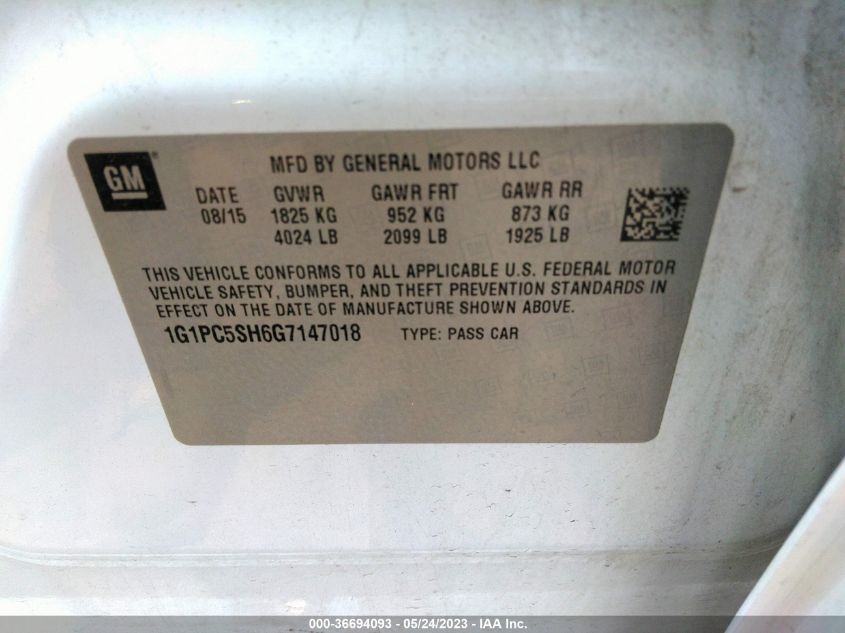 GM ®
MFD BY GENERAL MOTORS LLC
DATE GVWR GAWR FRT GAWR RR
08/15 1825 KG 952 KG 873 KG
4024 LB 2099 LB 1925 LB
THIS VEHICLE CONFORMS TO ALL APPLICABLE U.S. FEDERAL MOTOR
VEHICLE SAFETY, BUMPER, AND THEFT PREVENTION STANDARDS IN
EFFECT ON THE DATE OF MANUFACTURE SHOWN ABOVE.
1G1PC5SH6G7147018 TYPE: PASS CAR
000-36694093 - 05/24/2023 - IAA Inc.